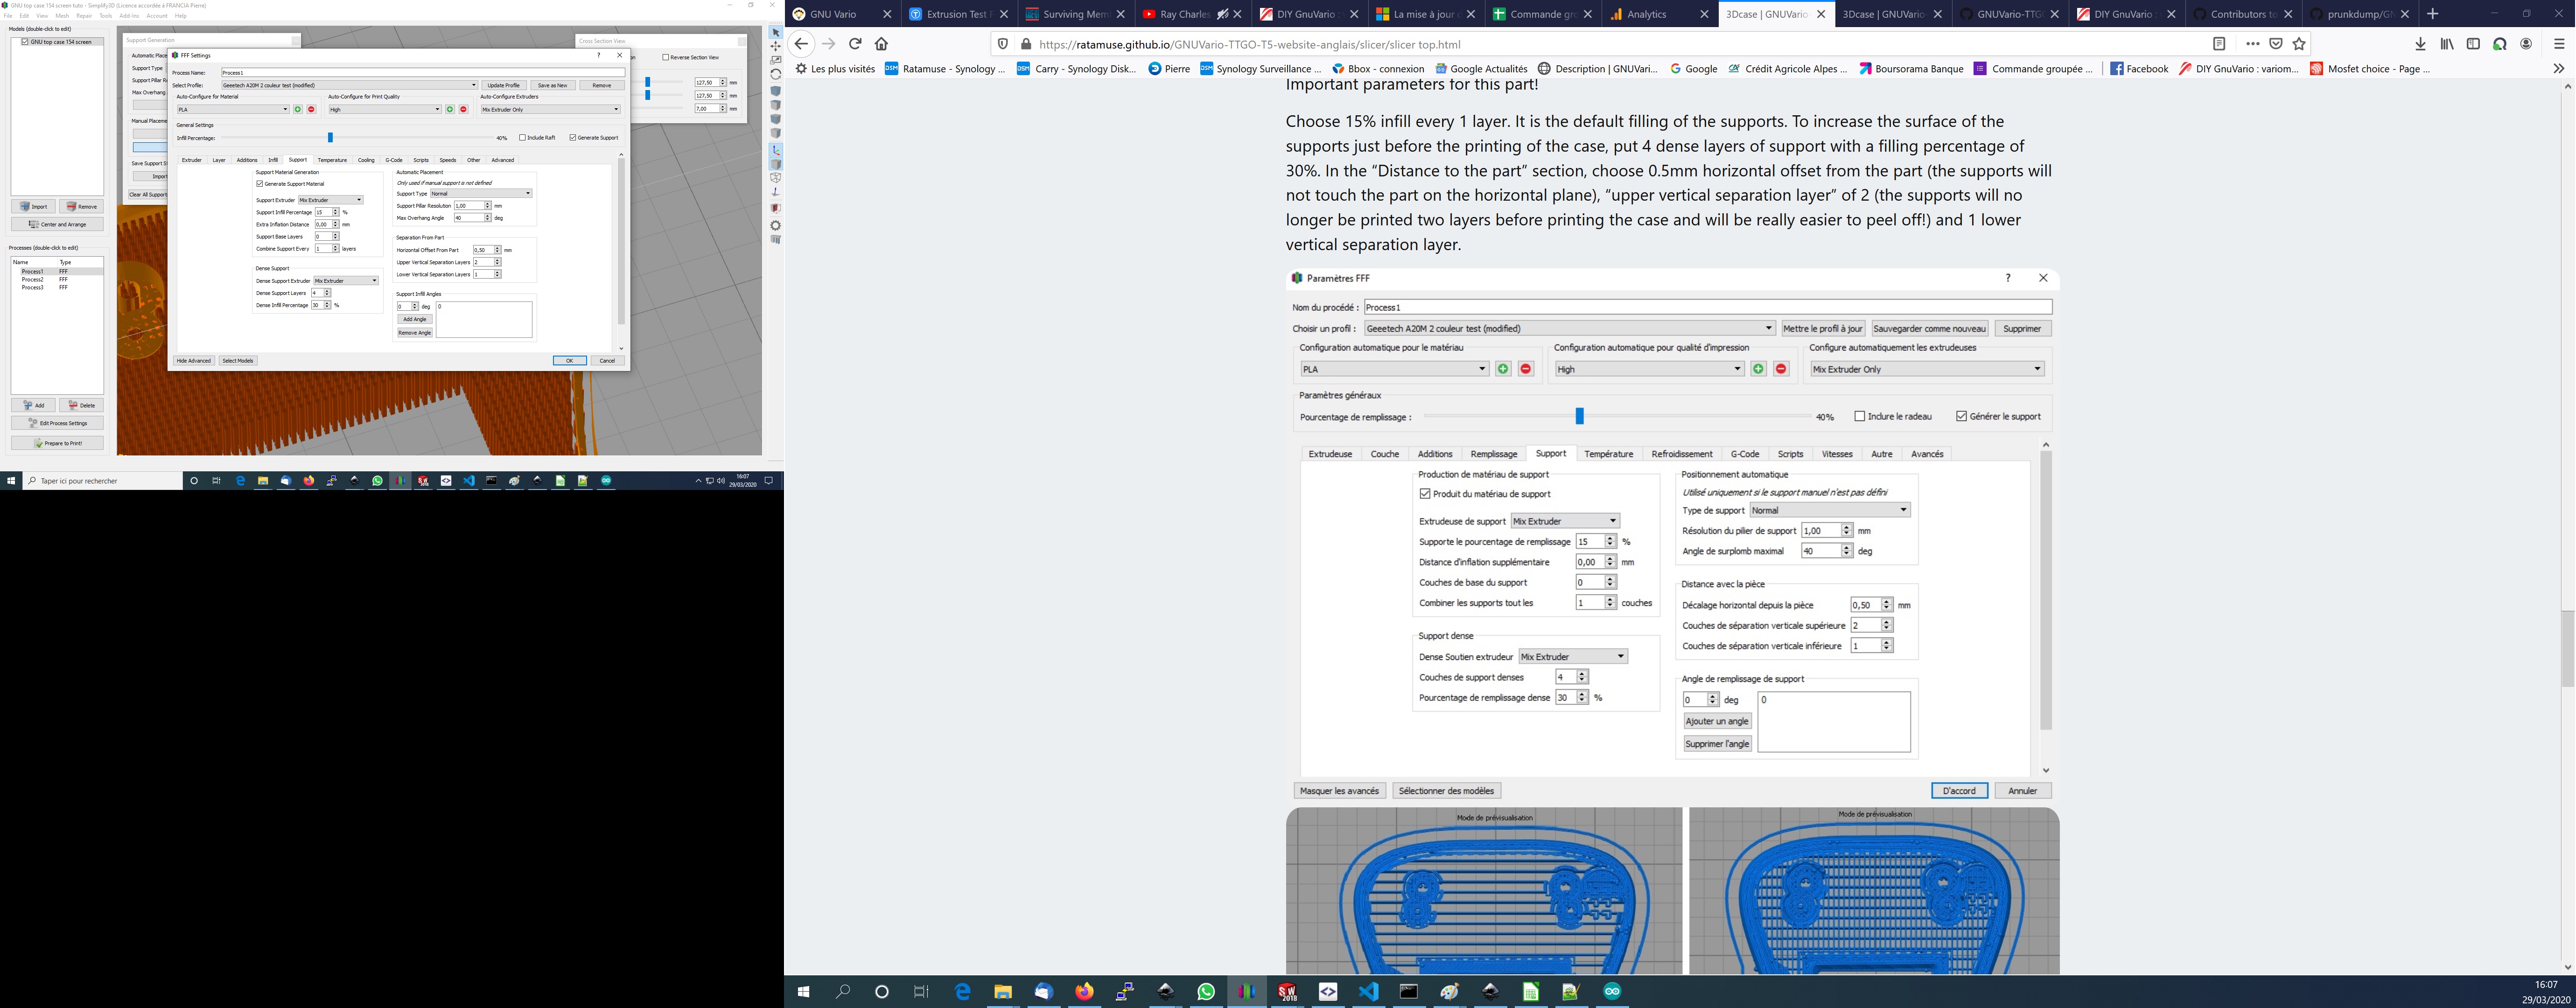 GNU top case 154 screen tuto - Simplify3D (Licence accordée à FRANCIA Pierre)
File Edit View Mesh Repair Tools Add-Ins Account Help
Models (double-click to edit)
GNU top case 154 screen
Import Remove
Center and Arrange
Processes (double-click to edit)
Name Type
Process1 FFF
Process2 FFF
Process3 FFF
Add Delete
Edit Process Settings
Prepare to Print!
Support Generation
Automatic Place
Support Type
Support Pillar R
Max Overhang
Manual Placeme
Save Support S
Import
Clear All Support
Cross Section View
Reverse Section View
127,50 mm
127,50 mm
7,00 mm
FFF Settings
Process Name: Process1
Select Profile: Geeetech A20M 2 couleur test (modified) Update Profile Save as New Remove
Auto-Configure for Material Auto-Configure for Print Quality Auto-Configure Extruders
PLA High Mix Extruder Only
General Settings
Infill Percentage: 40% Include Raft Generate Support
Extruder Layer Additions Infill Support Temperature Cooling G-Code Scripts Speeds Other Advanced
Support Material Generation
Generate Support Material
Support Extruder Mix Extruder
Support Infill Percentage 15 %
Extra Inflation Distance 0,00 mm
Support Base Layers 0
Combine Support Every 1 layers
Dense Support
Dense Support Extruder Mix Extruder
Dense Support Layers 4
Dense Infill Percentage 30 %
Automatic Placement
Only used if manual support is not defined
Support Type Normal
Support Pillar Resolution 1,00 mm
Max Overhang Angle 40 deg
Separation From Part
Horizontal Offset From Part 0,50 mm
Upper Vertical Separation Layers 2
Lower Vertical Separation Layers 1
Support Infill Angles
0 deg 0
Add Angle
Remove Angle
Hide Advanced Select Models OK Cancel
Taper ici pour rechercher
16:07
29/03/2020
GNU Vario Extrusion Test Surviving Mem Ray Charles DIY GnuVario : La mise à jour Commande gr Analytics 3Dcase | GNUVario 3Dcase | GNUVario GNUVario-TTG DIY GnuVario : Contributors to prunkdump/GN
https://ratamuse.github.io/GNUVario-TTGO-T5-website-anglais/slicer/slicer top.html
Les plus visités Ratamuse - Synology ... Carry - Synology Disk... Pierre Synology Surveillance ... Bbox - connexion Google Actualités Description | GNUVari... Google Crédit Agricole Alpes ... Boursorama Banque Commande groupée ... Facebook DIY GnuVario : variom... Mosfet choice - Page ...
Important parameters for this part!
Choose 15% infill every 1 layer. It is the default filling of the supports. To increase the surface of the
supports just before the printing of the case, put 4 dense layers of support with a filling percentage of
30%. In the “Distance to the part” section, choose 0.5mm horizontal offset from the part (the supports will
not touch the part on the horizontal plane), “upper vertical separation layer” of 2 (the supports will no
longer be printed two layers before printing the case and will be really easier to peel off!) and 1 lower
vertical separation layer.
Paramètres FFF
Nom du procédé : Process1
Choisir un profil : Geeetech A20M 2 couleur test (modified) Mettre le profil à jour Sauvegarder comme nouveau Supprimer
Configuration automatique pour le matériau Configuration automatique pour qualité d'impression Configure automatiquement les extrudeuses
PLA High Mix Extruder Only
Paramètres généraux
Pourcentage de remplissage : 40% Inclure le radeau Générer le support
Extrudeuse Couche Additions Remplissage Support Température Refroidissement G-Code Scripts Vitesses Autre Avancés
Production de matériau de support
Produit du matériau de support
Extrudeuse de support Mix Extruder
Supporte le pourcentage de remplissage 15 %
Distance d'inflation supplémentaire 0,00 mm
Couches de base du support 0
Combiner les supports tout les 1 couches
Support dense
Dense Soutien extrudeur Mix Extruder
Couches de support denses 4
Pourcentage de remplissage dense 30 %
Positionnement automatique
Utilisé uniquement si le support manuel n'est pas défini
Type de support Normal
Résolution du pilier de support 1,00 mm
Angle de surplomb maximal 40 deg
Distance avec la pièce
Décalage horizontal depuis la pièce 0,50 mm
Couches de séparation verticale supérieure 2
Couches de séparation verticale inférieure 1
Angle de remplissage de support
0 deg 0
Ajouter un angle
Supprimer l'angle
Masquer les avancés Sélectionner des modèles D'accord Annuler
Mode de prévisualisation Mode de prévisualisation
16:07
29/03/2020